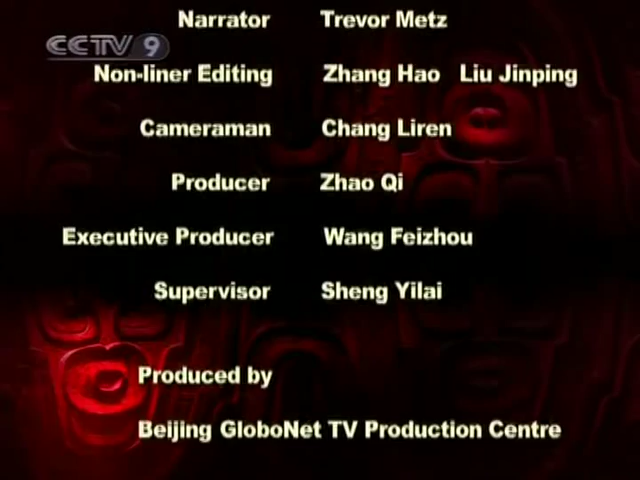 Narrator Trevor Metz
CCTV 9
Non-liner Editing Zhang Hao Liu Jinping
Cameraman Chang Liren
Producer Zhao Qi
Executive Producer Wang Feizhou
Supervisor Sheng Yilai
Produced by
Beijing GloboNet TV Production Centre